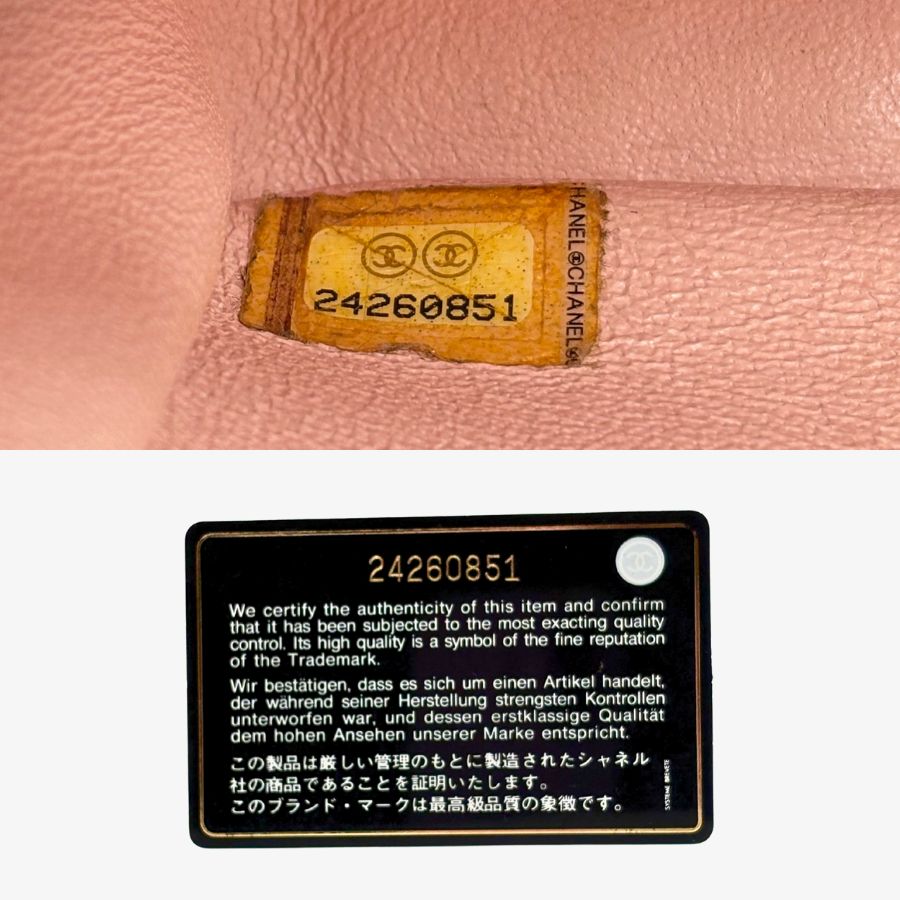 24260851
CHANEL CHANEL
24260851
We certify the authenticity of this item and confirm
that it has been subjected to the most exacting quality
control. Its high quality is a symbol of the fine reputation
of the Trademark.
Wir bestätigen, dass es sich um einen Artikel handelt,
der während seiner Herstellung strengsten Kontrollen
unterworfen war, und dessen erstklassige Qualität
dem hohen Ansehen unserer Marke entspricht.
この製品は厳しい管理のもとに製造されたシャネル
社の商品であることを証明いたします。
このブランド・マークは最高級品質の象徴です。
SYSTEME BREVETE